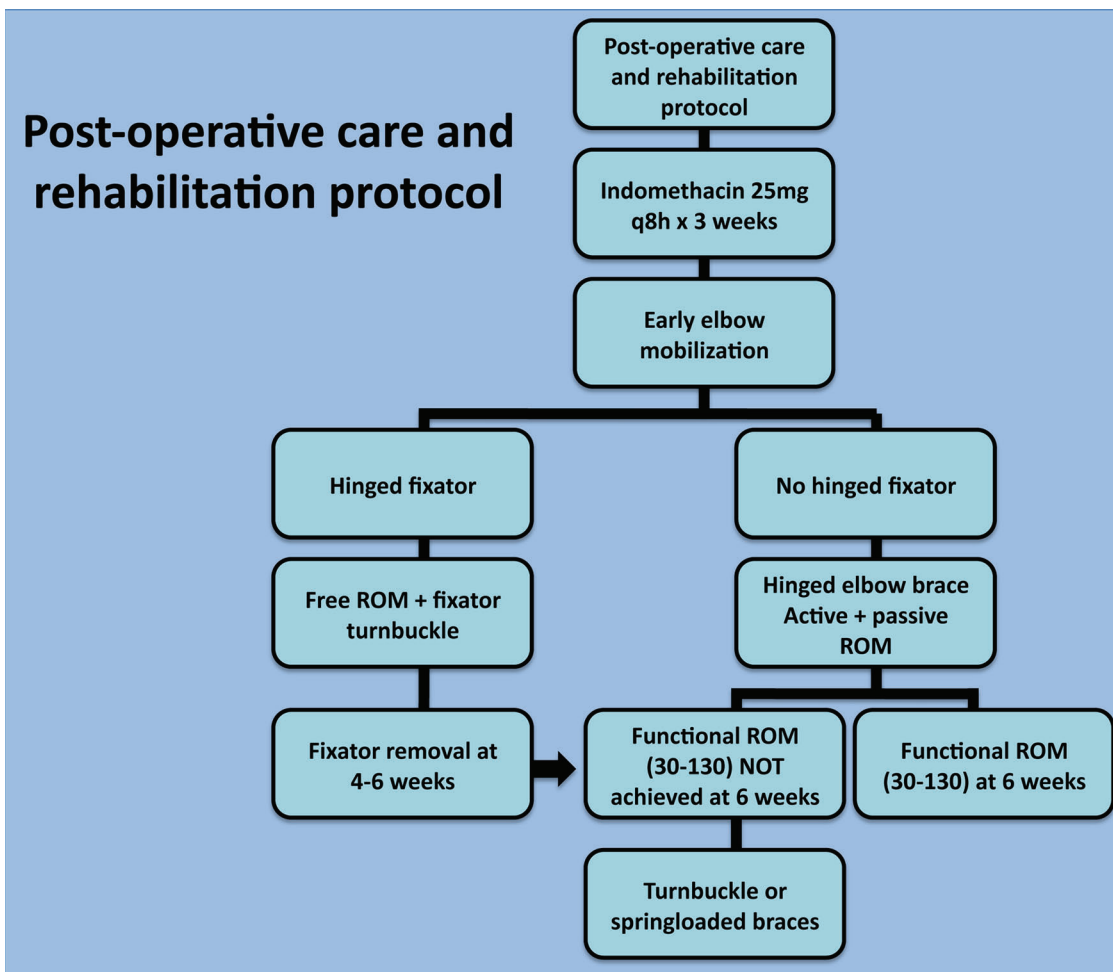 Post-operative care and
rehabilitation protocol
Post-operative care
and rehabilitation
protocol
Indomethacin 25mg
q8h x 3 weeks
Early elbow
mobilization
Hinged fixator
No hinged fixator
Free ROM + fixator
turnbuckle
Hinged elbow brace
Active + passive
ROM
Fixator removal at
4-6 weeks
Functional ROM
(30-130) NOT
achieved at 6 weeks
Functional ROM
(30-130) at 6 weeks
Turnbuckle or
springloaded braces